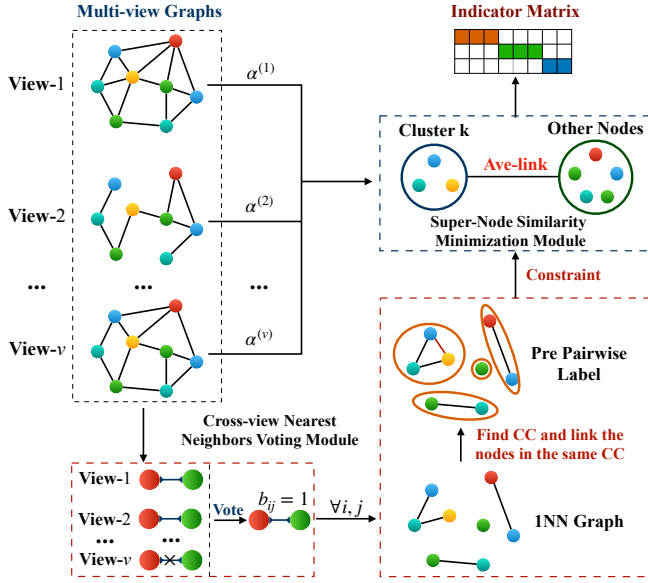 Multi-view Graphs
Indicator Matrix
View-1
α^(1)
Cluster k
Other Nodes
Ave-link
View-2
α^(2)
Super-Node Similarity
Minimization Module
...
...
...
Constraint
View-v
α^(v)
Pre Pairwise
Label
Cross-view Nearest
Neighbors Voting Module
Find CC and link the
nodes in the same CC
View-1
View-2
Vote
b_ij = 1
∀i, j
1NN Graph
...
...
View-v